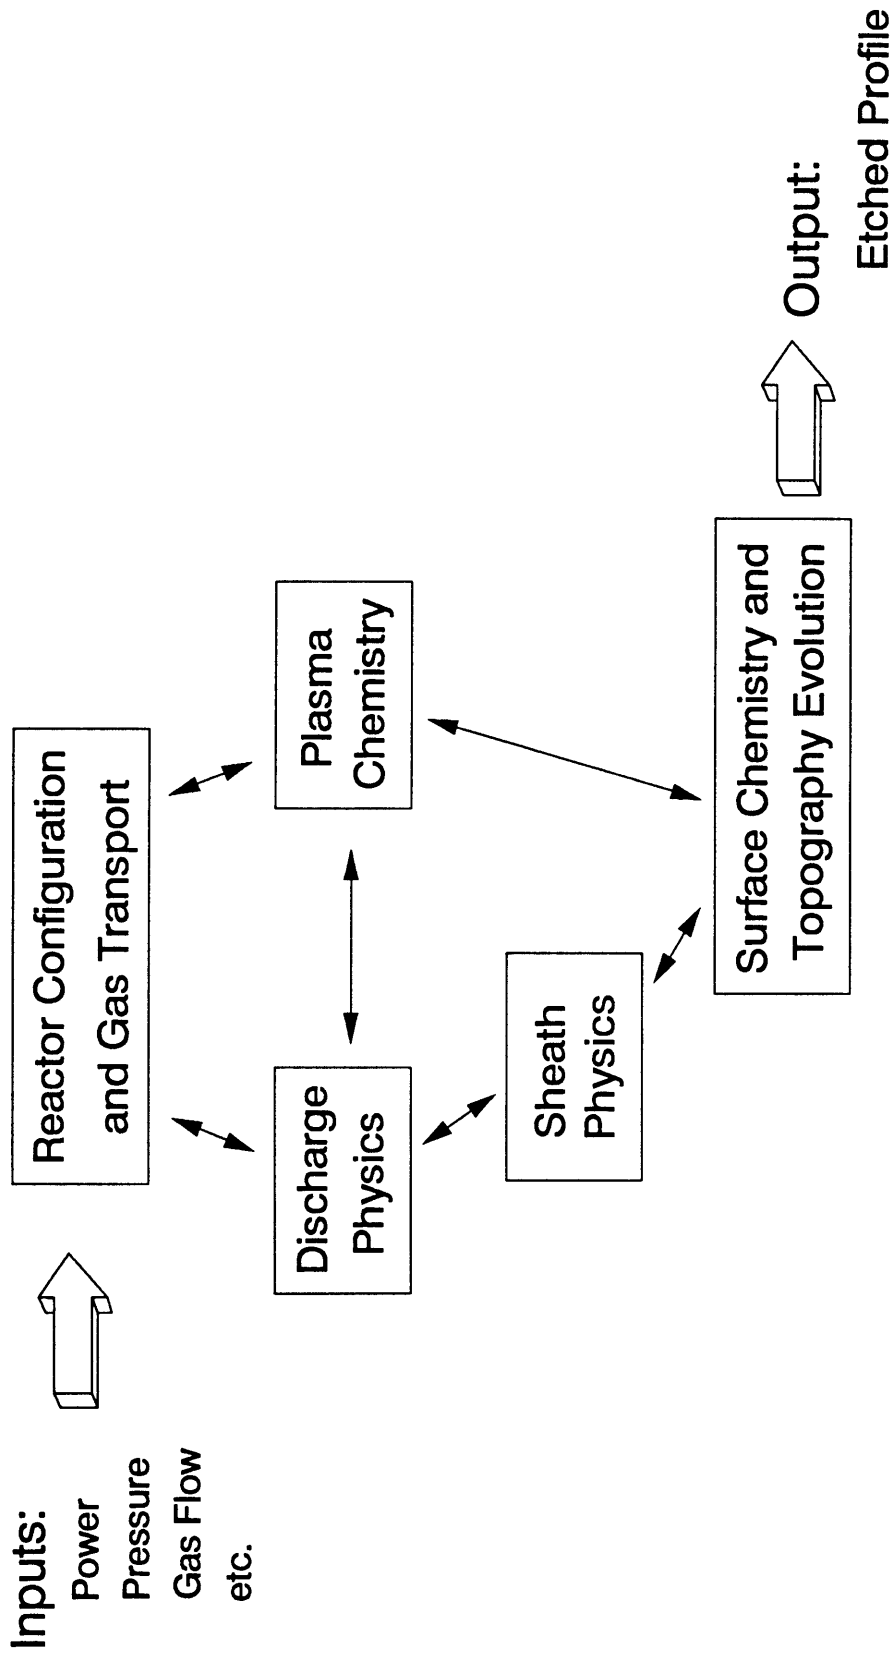 Inputs:
Power
Pressure
Gas Flow
etc.
Reactor Configuration
and Gas Transport
Discharge
Physics
Plasma
Chemistry
Sheath
Physics
Surface Chemistry and
Topography Evolution
Output:
Etched Profile